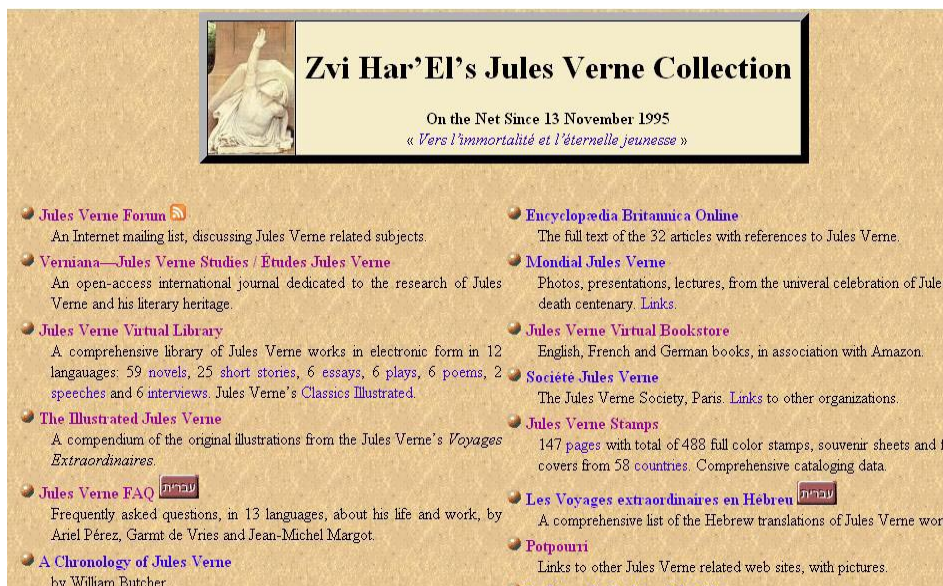 Zvi Har’El’s Jules Verne Collection
On the Net Since 13 November 1995
« Vers l’immortalité et l’éternelle jeunesse »
Jules Verne Forum
An Internet mailing list, discussing Jules Verne related subjects.
Verniana—Jules Verne Studies / Études Jules Verne
An open-access international journal dedicated to the research of Jules
Verne and his literary heritage.
Jules Verne Virtual Library
A comprehensive library of Jules Verne works in electronic form in 12
langauages: 59 novels, 25 short stories, 6 essays, 6 plays, 6 poems, 2
speeches and 6 interviews. Jules Verne’s Classics Illustrated.
The Illustrated Jules Verne
A compendium of the original illustrations from the Jules Verne’s Voyages
Extraordinaires.
Jules Verne FAQ עברית
Frequently asked questions, in 13 languages, about his life and work, by
Ariel Pérez, Garmt de Vries and Jean-Michel Margot.
A Chronology of Jules Verne
by William Butcher
Encyclopædia Britannica Online
The full text of the 32 articles with references to Jules Verne.
Mondial Jules Verne
Photos, presentations, lectures, from the univeral celebration of Jule
death centenary. Links.
Jules Verne Virtual Bookstore
English, French and German books, in association with Amazon.
Société Jules Verne
The Jules Verne Society, Paris. Links to other organizations.
Jules Verne Stamps
147 pages with total of 488 full color stamps, souvenir sheets and f
covers from 58 countries. Comprehensive cataloging data.
Les Voyages extraordinaires en Hébreu עברית
A comprehensive list of the Hebrew translations of Jules Verne wor
Potpourri
Links to other Jules Verne related web sites, with pictures.